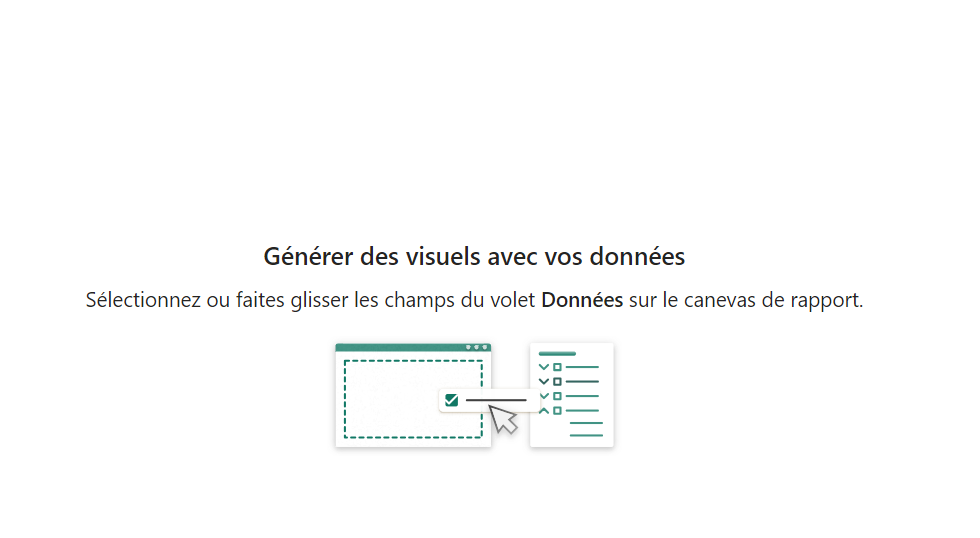 Générer des visuels avec vos données
Sélectionnez ou faites glisser les champs du volet Données sur le canevas de rapport.